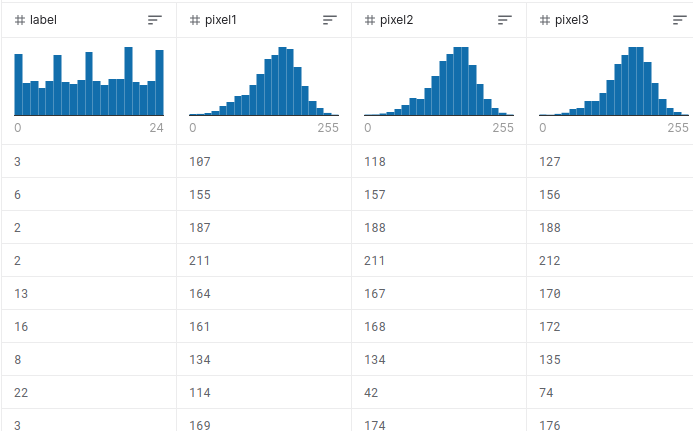 # label # pixel1 # pixel2 # pixel3
0 24 0 255 0 255 0 255
3 107 118 127
6 155 157 156
2 187 188 188
2 211 211 212
13 164 167 170
16 161 168 172
8 134 134 135
22 114 42 74
3 169 174 176